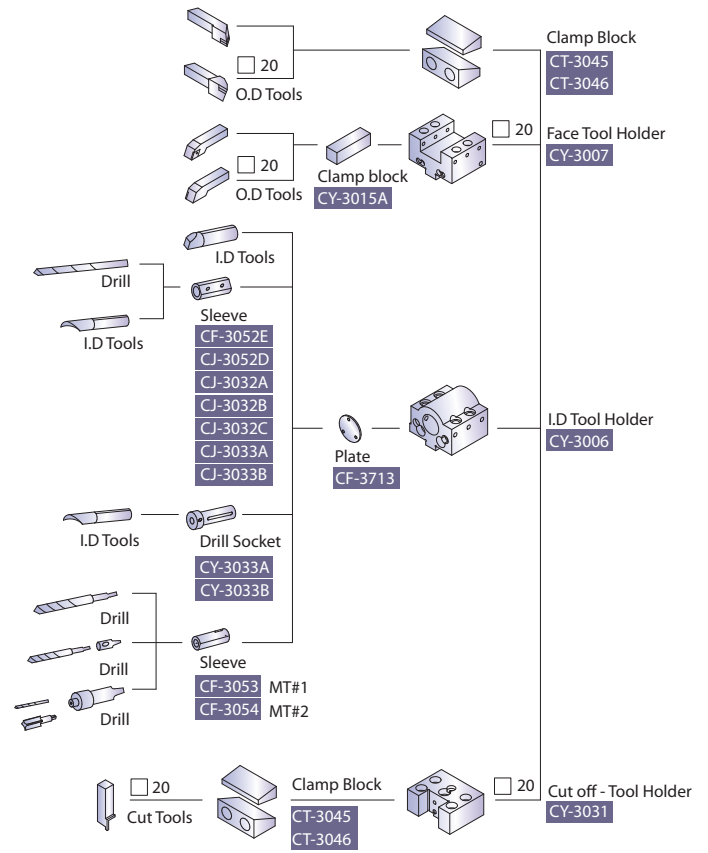 Clamp Block
CT-3045
CT-3046
20
O.D Tools
20
Face Tool Holder
CY-3007
20
O.D Tools
Clamp block
CY-3015A
I.D Tools
Drill
I.D Tools
Sleeve
CF-3052E
CJ-3052D
CJ-3032A
CJ-3032B
CJ-3032C
CJ-3033A
CJ-3033B
Plate
CF-3713
I.D Tool Holder
CY-3006
I.D Tools
Drill Socket
CY-3033A
CY-3033B
Drill
Drill
Drill
Sleeve
CF-3053 MT#1
CF-3054 MT#2
20
Cut Tools
Clamp Block
CT-3045
CT-3046
20
Cut off - Tool Holder
CY-3031